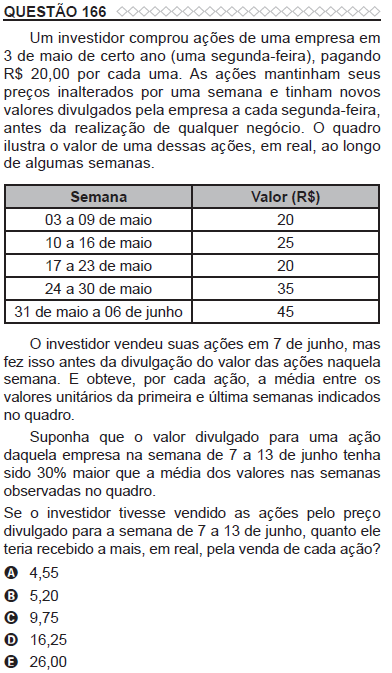 QUESTÃO 166
Um investidor comprou ações de uma empresa em
3 de maio de certo ano (uma segunda-feira), pagando
R$ 20,00 por cada uma. As ações mantinham seus
preços inalterados por uma semana e tinham novos
valores divulgados pela empresa a cada segunda-feira,
antes da realização de qualquer negócio. O quadro
ilustra o valor de uma dessas ações, em real, ao longo
de algumas semanas.
Semana Valor (R$)
03 a 09 de maio 20
10 a 16 de maio 25
17 a 23 de maio 20
24 a 30 de maio 35
31 de maio a 06 de junho 45
O investidor vendeu suas ações em 7 de junho, mas
fez isso antes da divulgação do valor das ações naquela
semana. E obteve, por cada ação, a média entre os
valores unitários da primeira e última semanas indicados
no quadro.
Suponha que o valor divulgado para uma ação
daquela empresa na semana de 7 a 13 de junho tenha
sido 30% maior que a média dos valores nas semanas
observadas no quadro.
Se o investidor tivesse vendido as ações pelo preço
divulgado para a semana de 7 a 13 de junho, quanto ele
teria recebido a mais, em real, pela venda de cada ação?
A 4,55
B 5,20
C 9,75
D 16,25
E 26,00